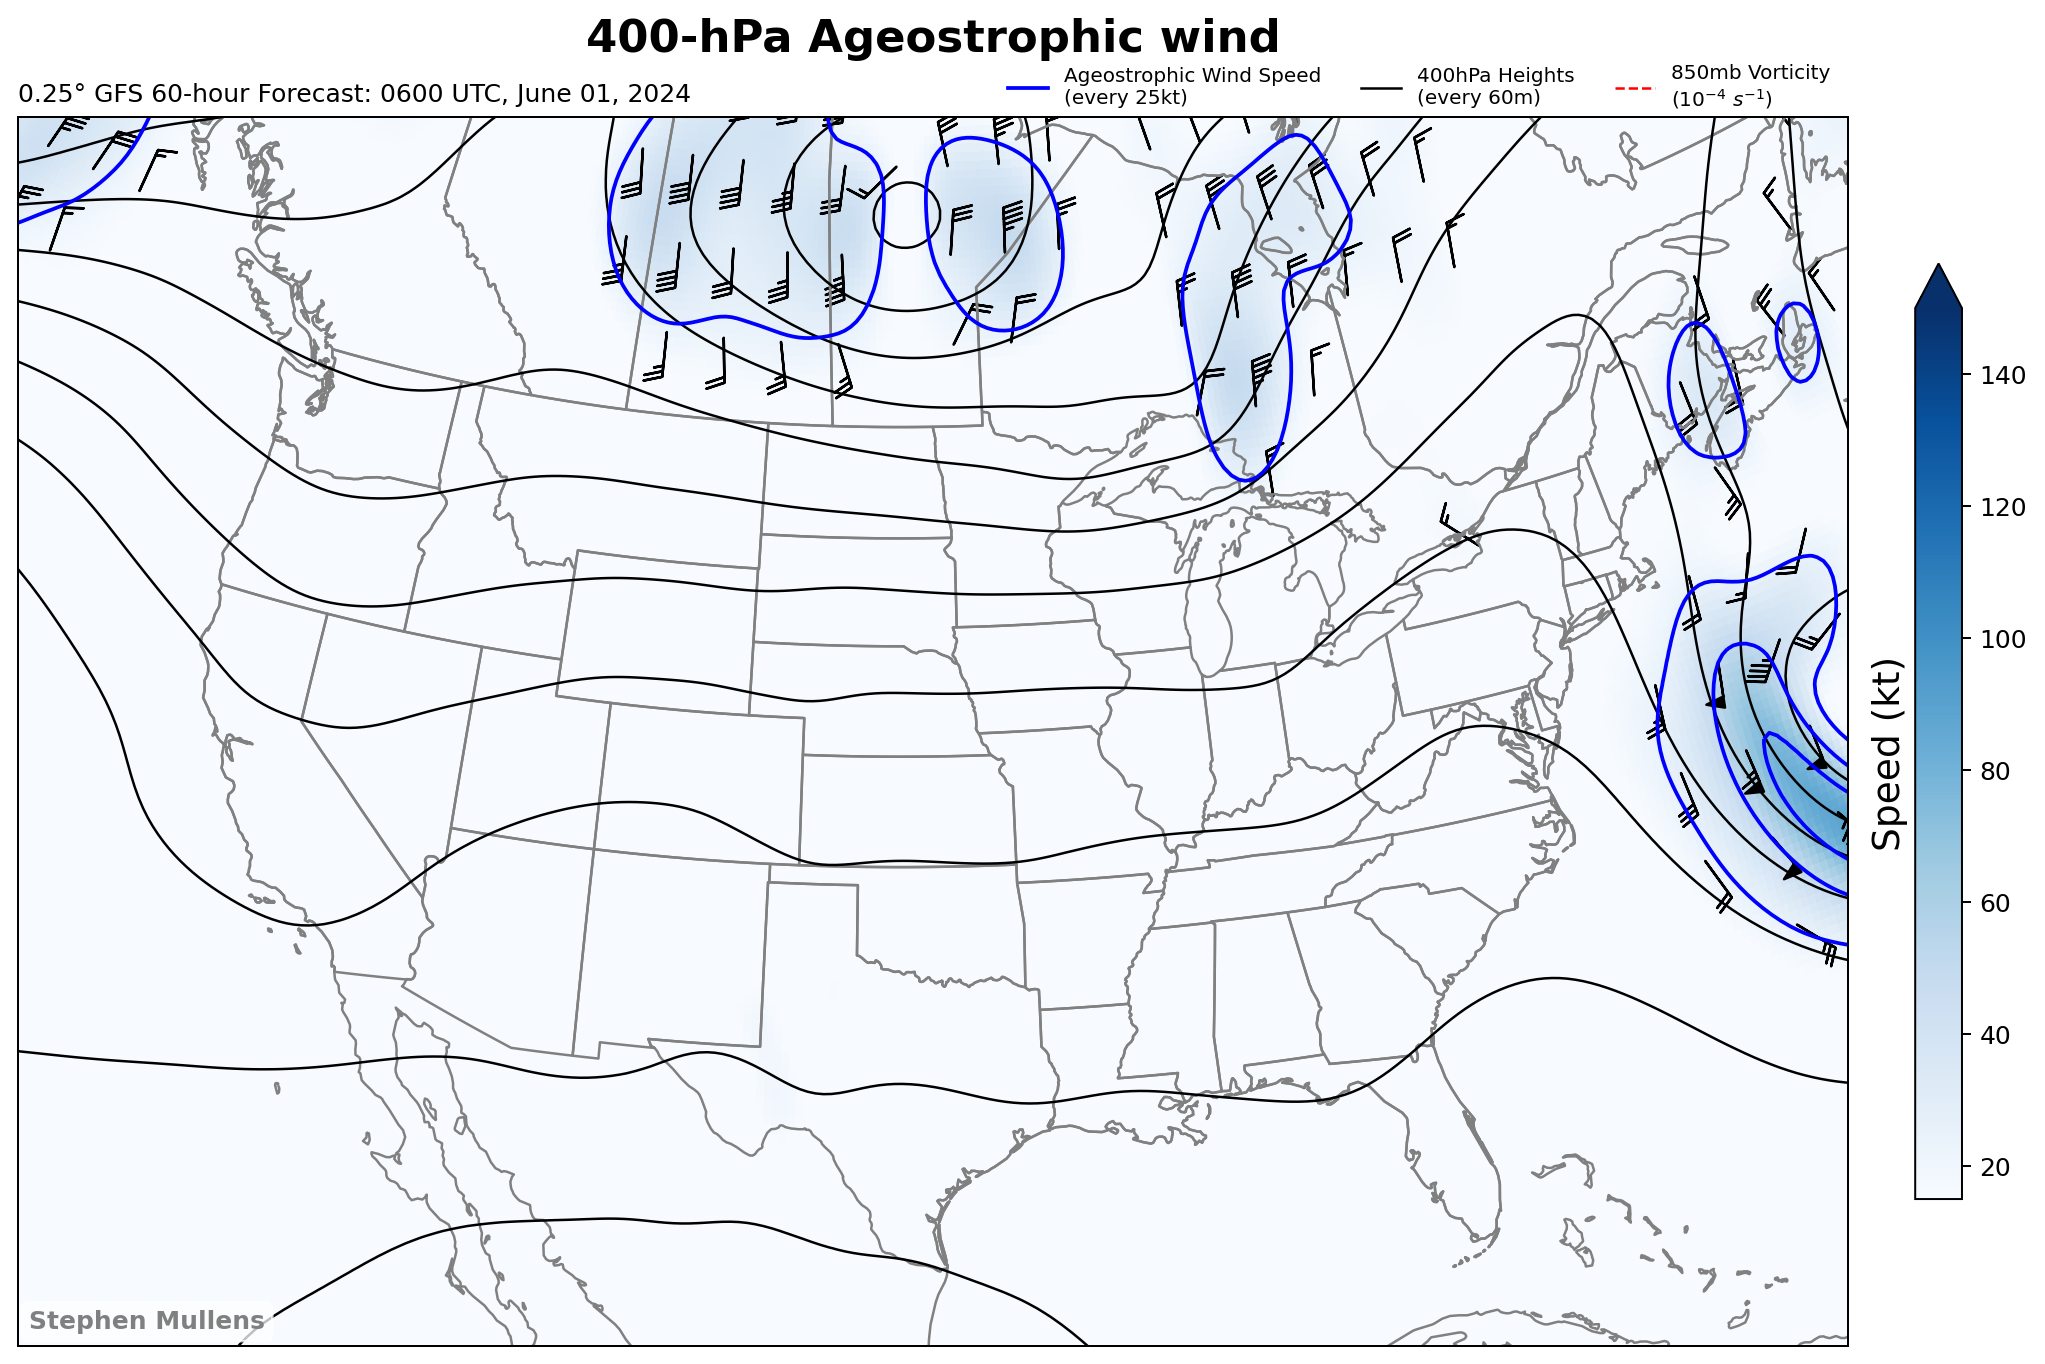 400-hPa Ageostrophic wind
0.25° GFS 60-hour Forecast: 0600 UTC, June 01, 2024
Ageostrophic Wind Speed
(every 25kt)
400hPa Heights
(every 60m)
850mb Vorticity
(10⁻⁴ s⁻¹)
140
120
100
80
60
40
20
Speed (kt)
Stephen Mullens